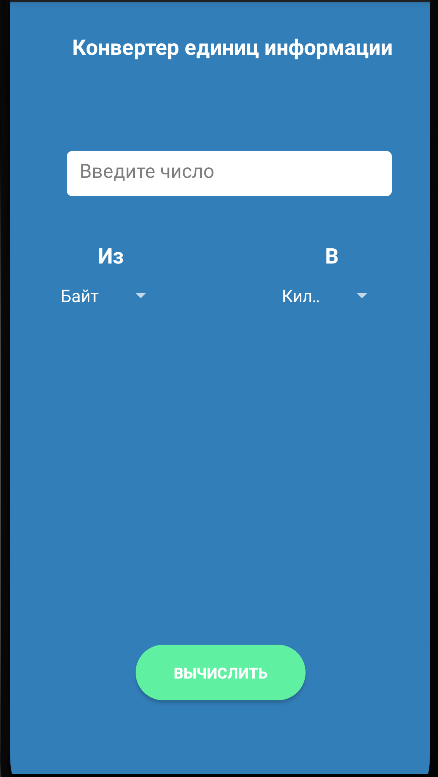 Конвертер единиц информации
Введите число
Из
В
Байт
Кил..
ВЫЧИСЛИТЬ